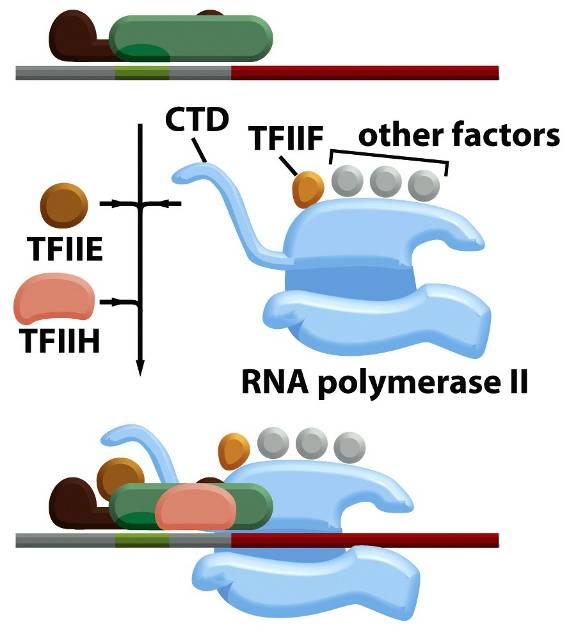 CTD
TFIIF
other factors
TFIIE
TFIIH
RNA polymerase II